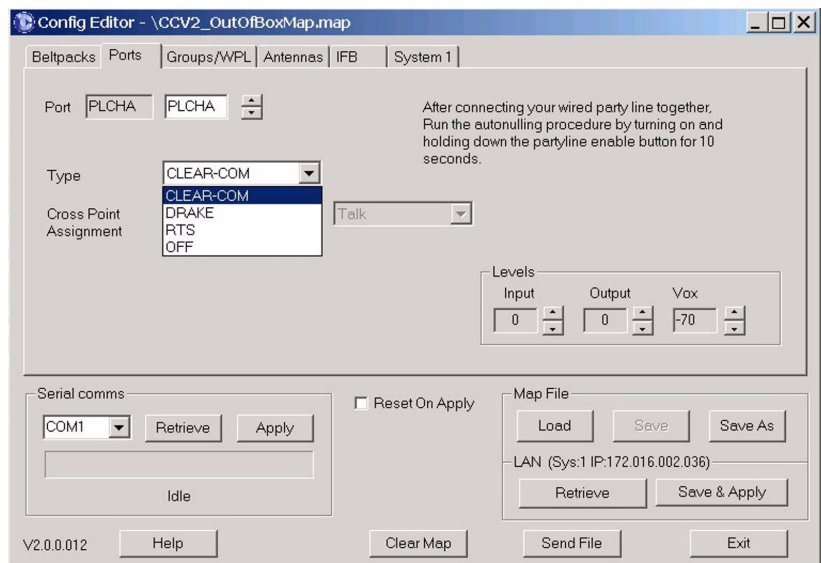 Config Editor - \CCV2_OutOfBoxMap.map
Beltpacks Ports Groups/WPL Antennas IFB System 1
Port PLCHA PLCHA
After connecting your wired party line together,
Run the autonulling procedure by turning on and
holding down the partyline enable button for 10
seconds.
Type CLEAR-COM
CLEAR-COM
DRAKE
RTS
OFF
Cross Point
Assignment
Talk
Levels
Input Output Vox
0 0 -70
Serial comms
COM1 Retrieve Apply
Idle
Reset On Apply
Map File
Load Save Save As
LAN (Sys:1 IP:172.016.002.036)
Retrieve Save & Apply
V2.0.0.012 Help Clear Map Send File Exit